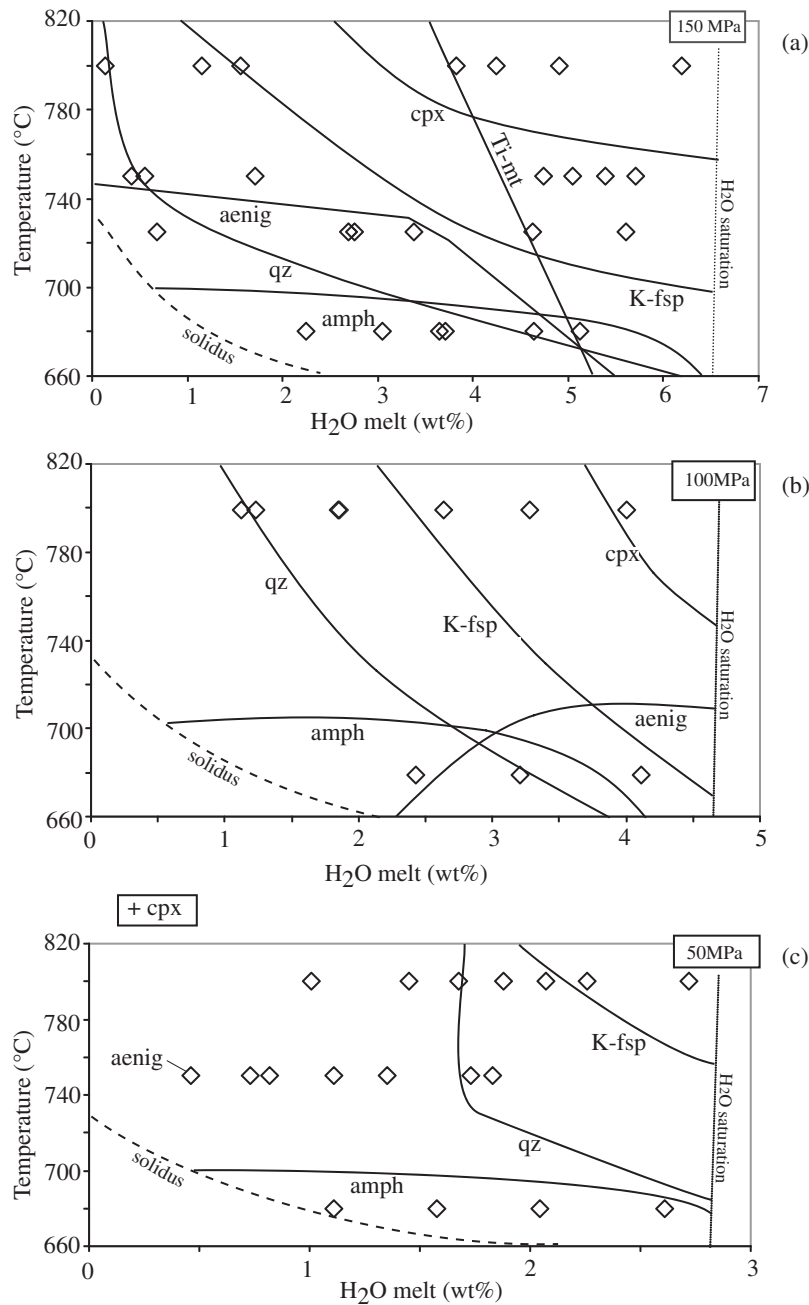 150 MPa
(a)
820
780
740
700
660
Temperature (°C)
cpx
Ti-mt
aenig
qz
K-fsp
amph
solidus
H2O saturation
0 1 2 3 4 5 6 7
H2O melt (wt%)
100MPa
(b)
820
780
740
700
660
Temperature (°C)
cpx
qz
K-fsp
aenig
amph
solidus
H2O saturation
0 1 2 3 4 5
H2O melt (wt%)
+ cpx
50MPa
(c)
820
780
740
700
660
Temperature (°C)
K-fsp
aenig
qz
amph
solidus
H2O saturation
0 1 2 3
H2O melt (wt%)